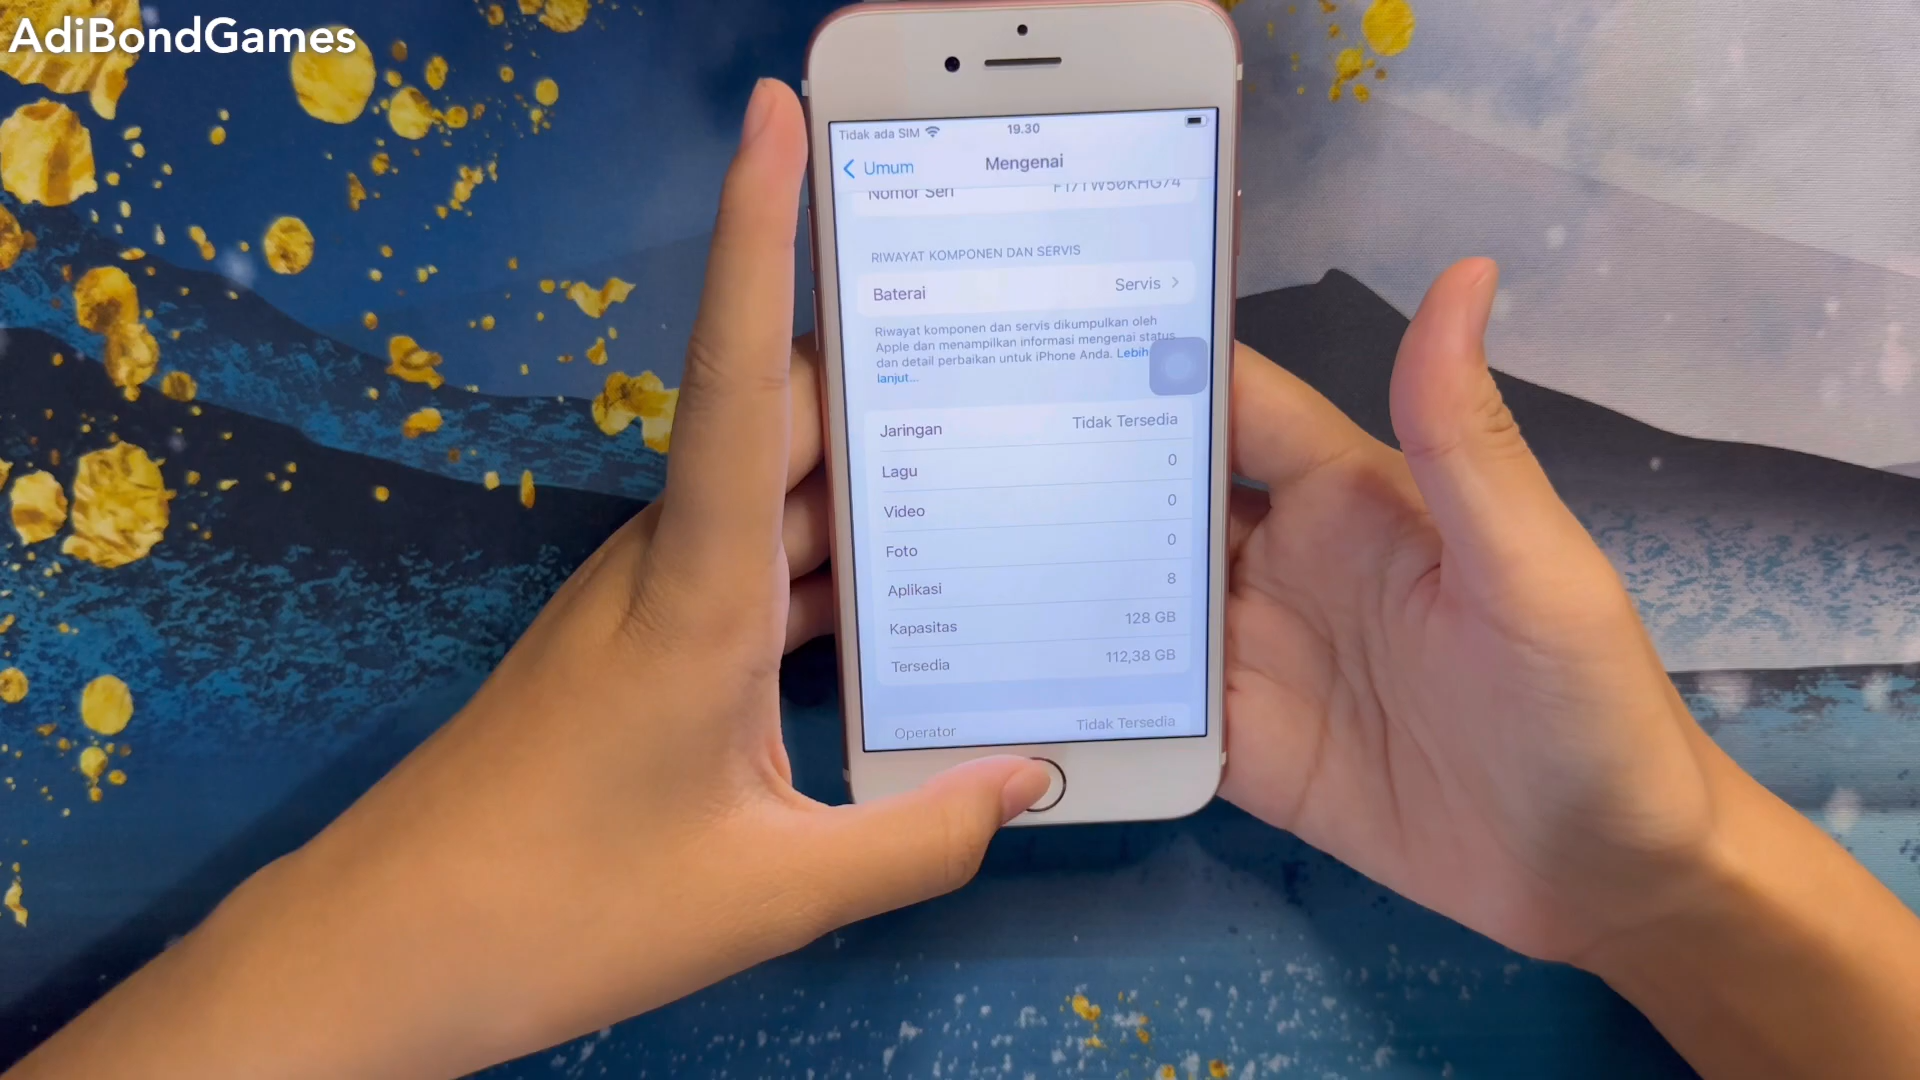 AdiBondGames
Tidak ada SIM
19.30
Umum
Mengenai
Nomor Seri
RIWAYAT KOMPONEN DAN SERVIS
Baterai Servis
Riwayat komponen dan servis dikumpulkan oleh
Apple dan menampilkan informasi mengenai status
dan detail perbaikan untuk iPhone Anda. Lebih
lanjut...
Jaringan Tidak Tersedia
Lagu 0
Video 0
Foto 0
Aplikasi 8
Kapasitas 128 GB
Tersedia 112,38 GB
Operator Tidak Tersedia